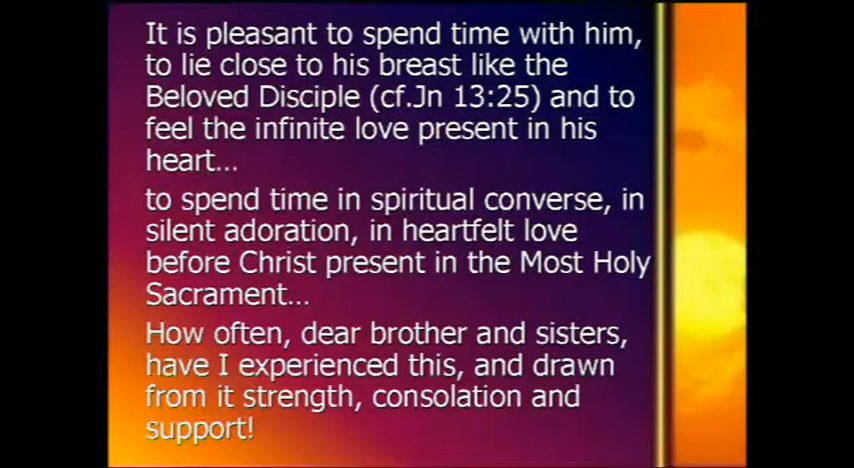 It is pleasant to spend time with him,
to lie close to his breast like the
Beloved Disciple (cf.Jn 13:25) and to
feel the infinite love present in his
heart…
to spend time in spiritual converse, in
silent adoration, in heartfelt love
before Christ present in the Most Holy
Sacrament…
How often, dear brother and sisters,
have I experienced this, and drawn
from it strength, consolation and
support!